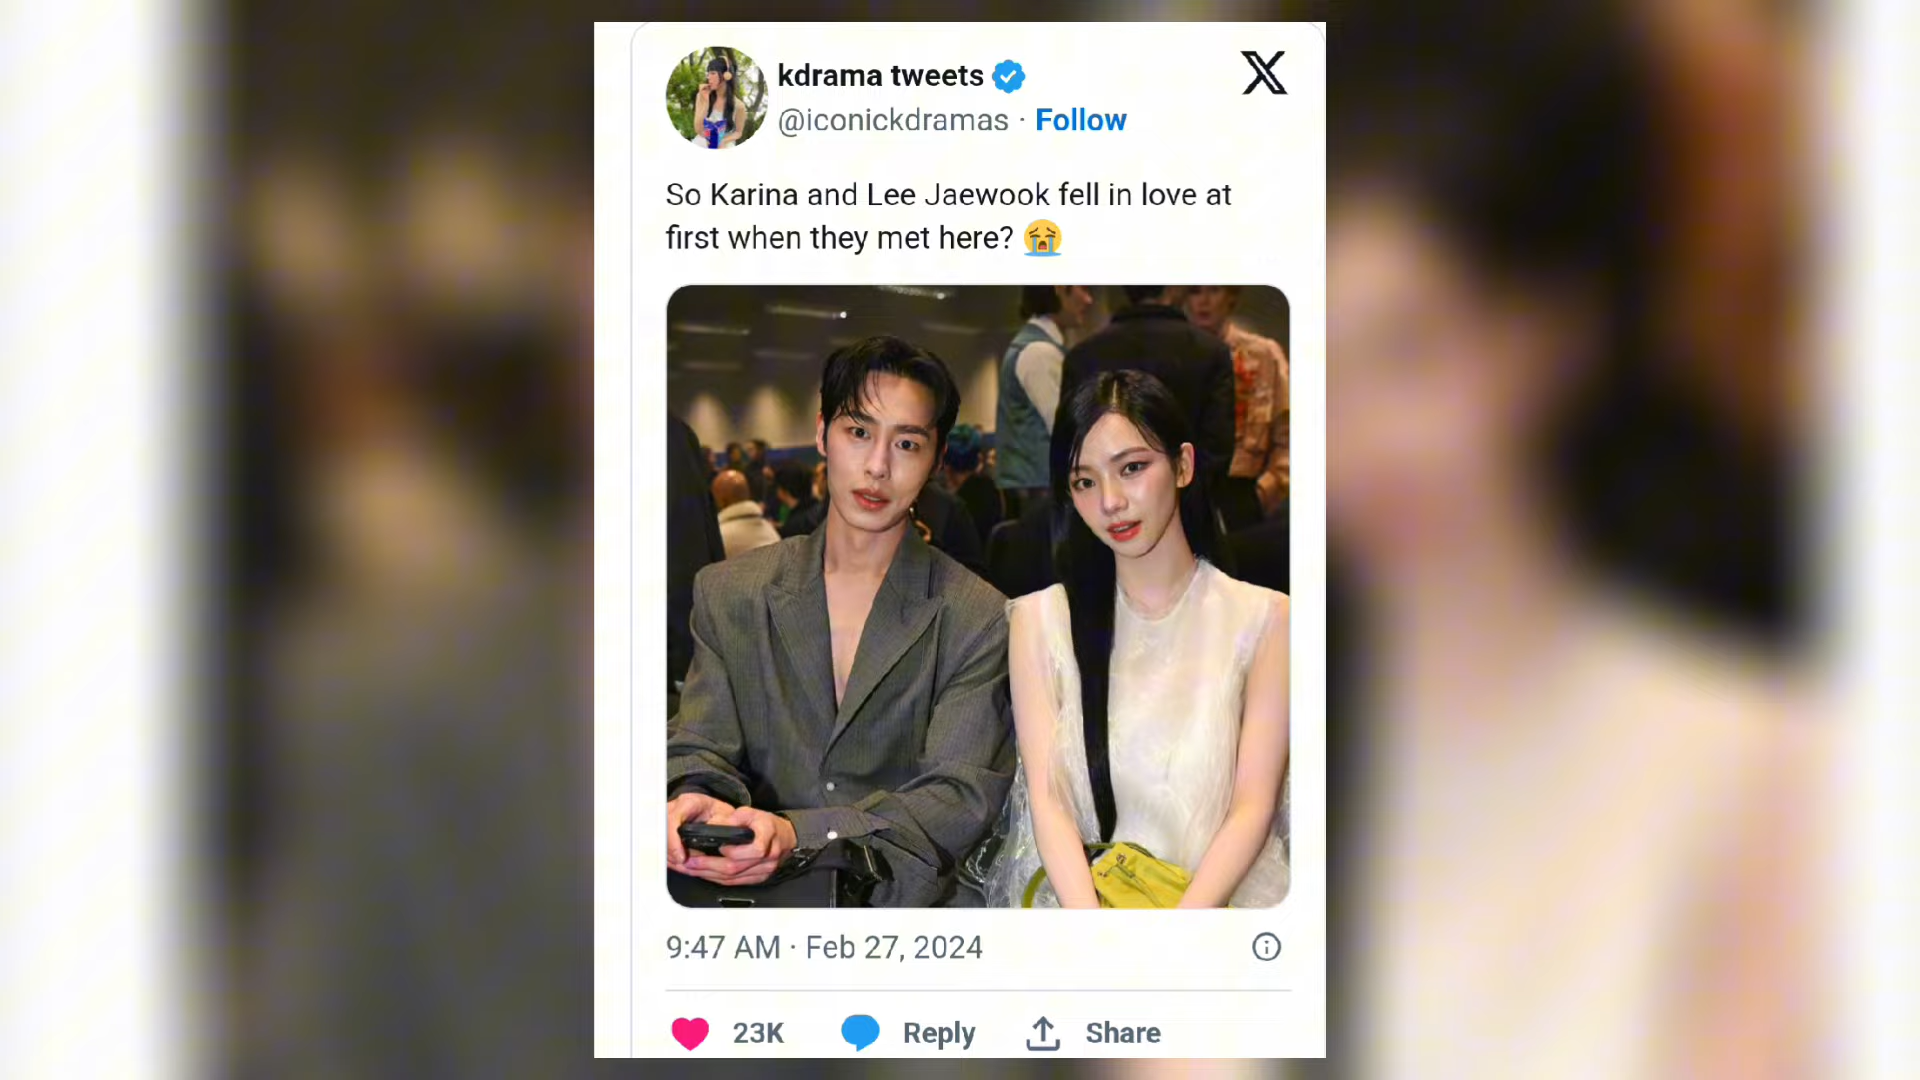 kdrama tweets
@iconickdramas · Follow
So Karina and Lee Jaewook fell in love at
first when they met here? 😭
9:47 AM · Feb 27, 2024
23K Reply Share